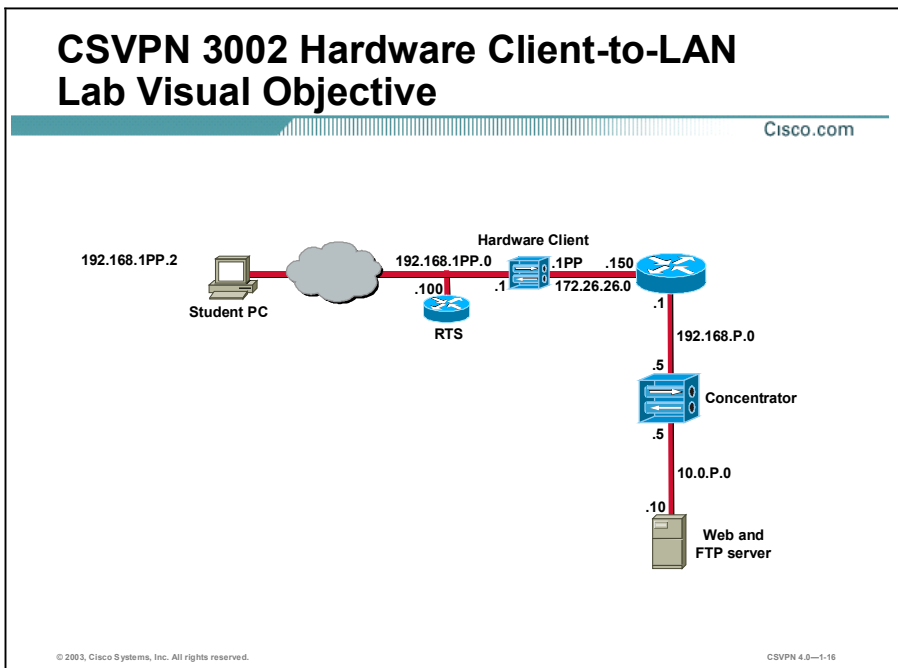 CSVPN 3002 Hardware Client-to-LAN
Lab Visual Objective
Cisco.com
Hardware Client
192.168.1PP.2
192.168.1PP.0
.1PP
.150
.100
.1
172.26.26.0
Student PC
RTS
.1
192.168.P.0
.5
Concentrator
.5
10.0.P.0
.10
Web and
FTP server
© 2003, Cisco Systems, Inc. All rights reserved.
CSVPN 4.0—1-16